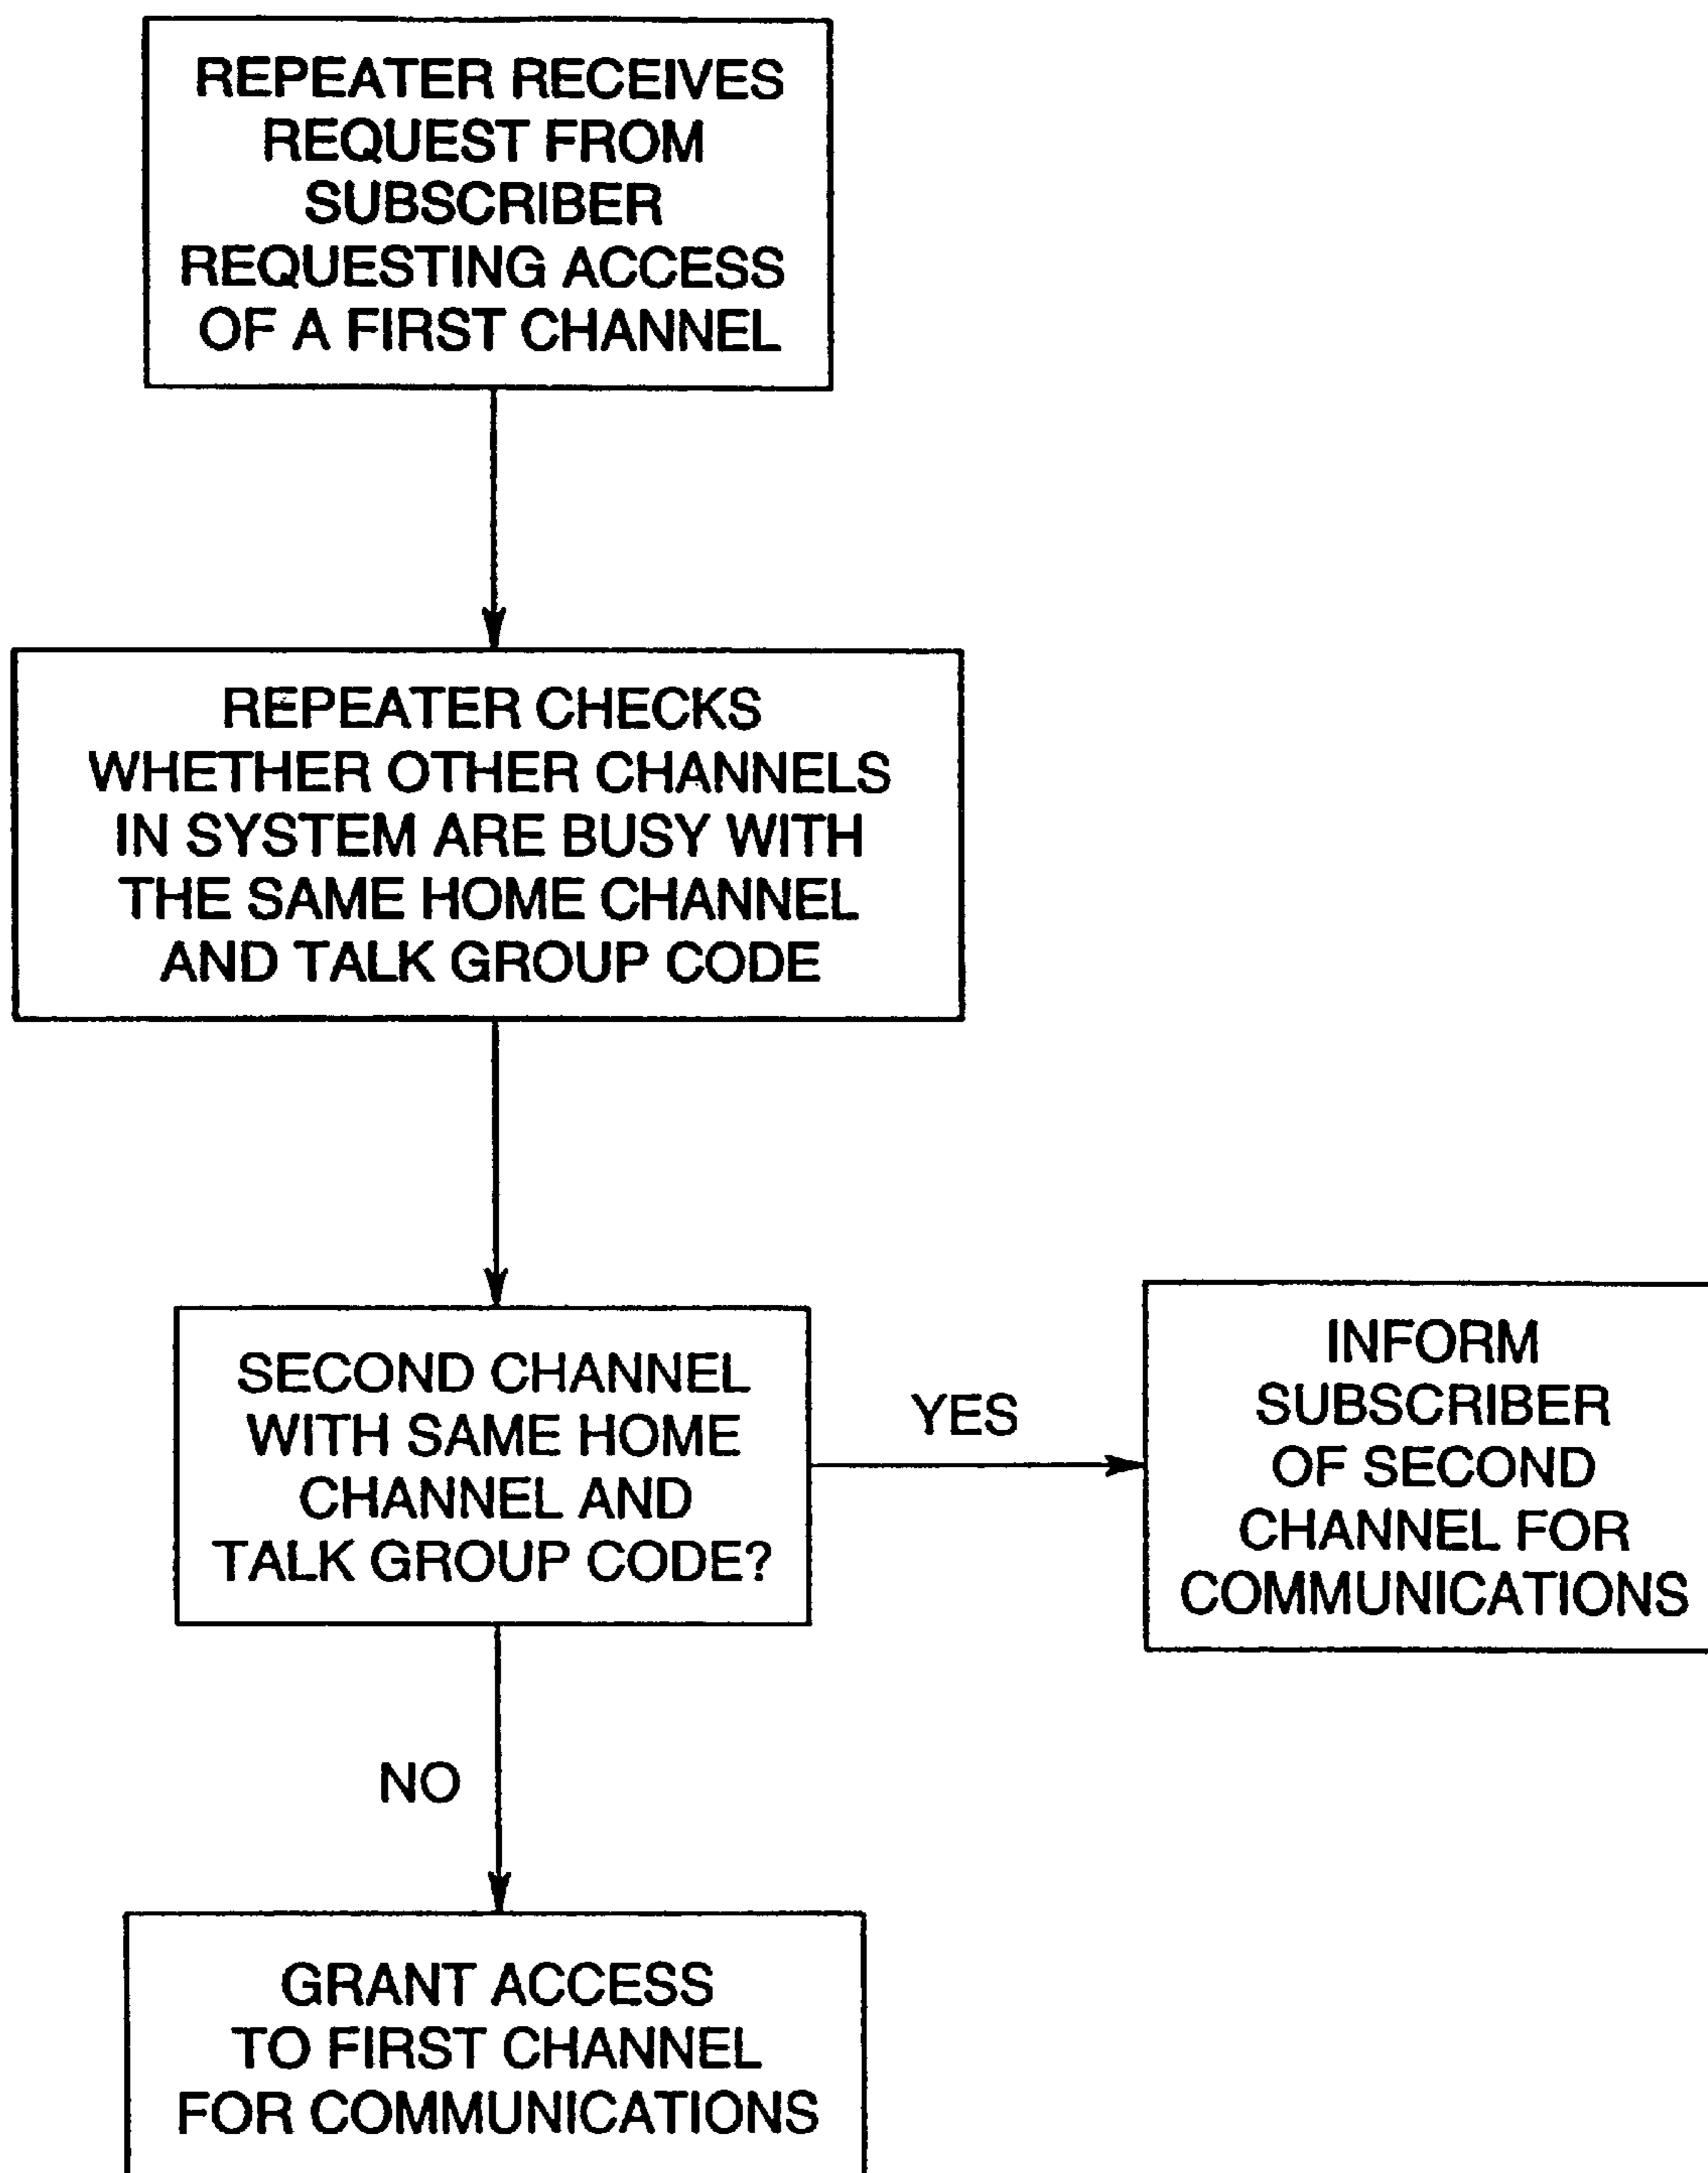 REPEATER RECEIVES
REQUEST FROM
SUBSCRIBER
REQUESTING ACCESS
OF A FIRST CHANNEL
REPEATER CHECKS
WHETHER OTHER CHANNELS
IN SYSTEM ARE BUSY WITH
THE SAME HOME CHANNEL
AND TALK GROUP CODE
SECOND CHANNEL
WITH SAME HOME
CHANNEL AND
TALK GROUP CODE?
YES
INFORM
SUBSCRIBER
OF SECOND
CHANNEL FOR
COMMUNICATIONS
NO
GRANT ACCESS
TO FIRST CHANNEL
FOR COMMUNICATIONS